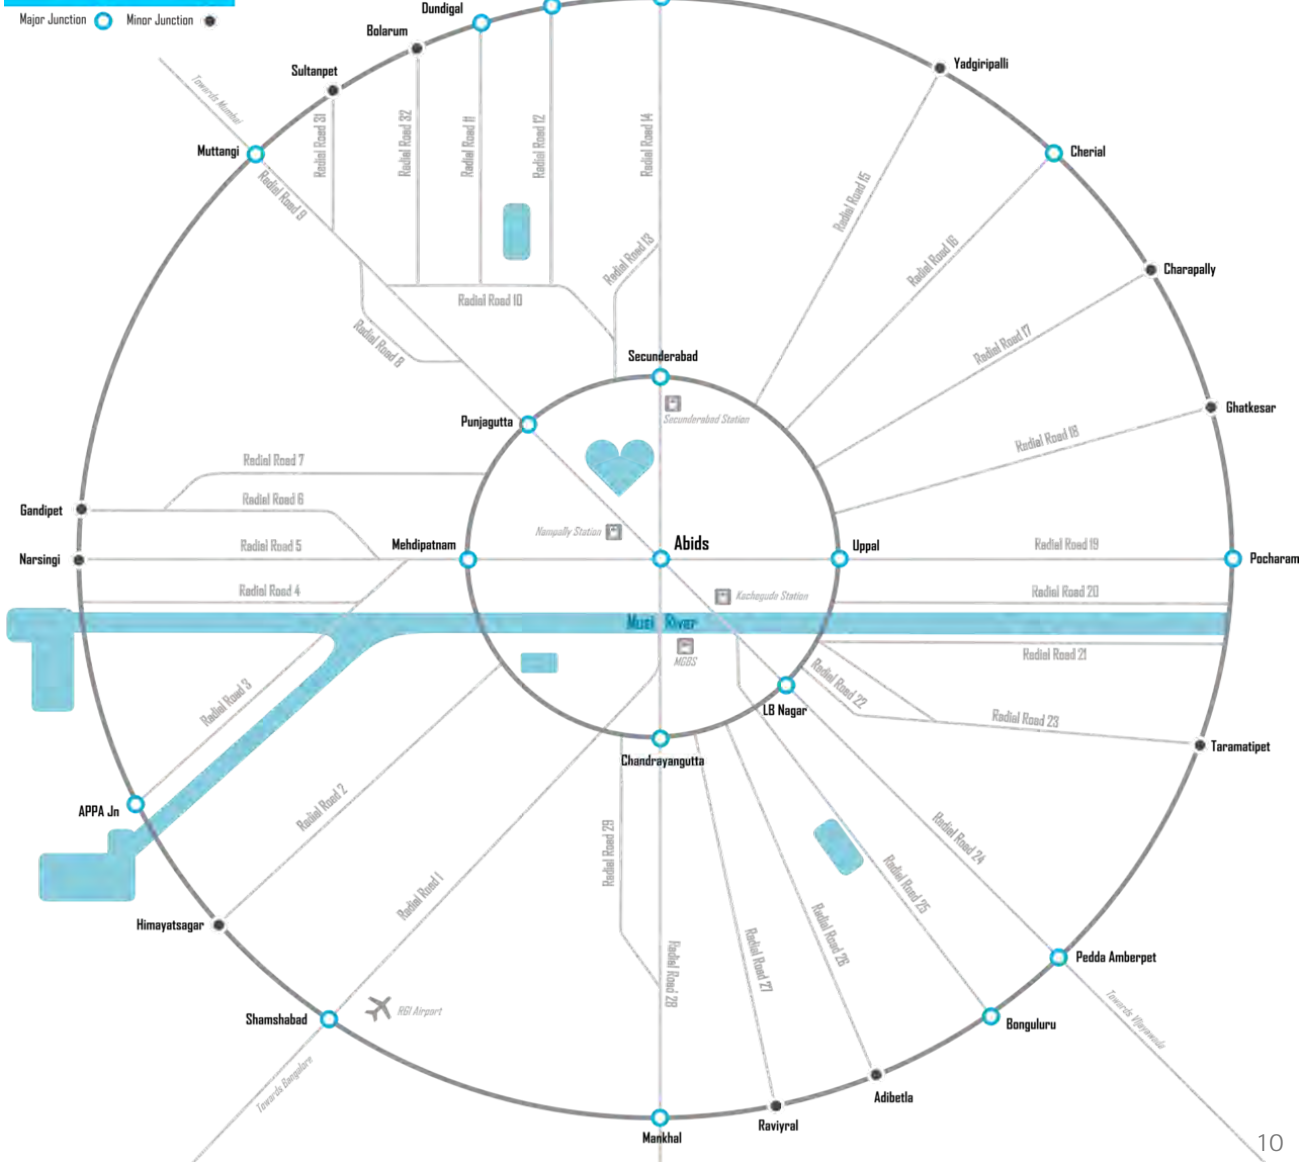 Major Junction
Minor Junction
Dundigal
Bolarum
Sultanpet
Yadgiripalli
Towards Mumbai
Muttangi
Cherial
Radial Road 31
Radial Road 32
Radial Road 11
Radial Road 12
Radial Road 14
Radial Road 9
Radial Road 15
Radial Road 16
Radial Road 13
Charapally
Radial Road 10
Radial Road 8
Radial Road 17
Secunderabad
Secunderabad Station
Ghatkesar
Punjagutta
Radial Road 18
Radial Road 7
Radial Road 6
Gandipet
Nampally Station
Mehdipatnam
Abids
Uppal
Radial Road 5
Radial Road 19
Narsingi
Pocharam
Radial Road 4
Kachegude Station
Radial Road 20
Musi River
MGBS
Radial Road 21
Radial Road 3
Radial Road 22
LB Nagar
Radial Road 23
Taramatipet
Chandrayangutta
APPA Jn
Radial Road 2
Radial Road 29
Radial Road 24
Radial Road 1
Radial Road 25
Radial Road 26
Himayatsagar
Radial Road 28
Radial Road 27
Pedda Amberpet
Shamshabad
RGI Airport
Bonguluru
Towards Vijayawada
Towards Bangalore
Adibetla
Raviyral
Mankhal
10